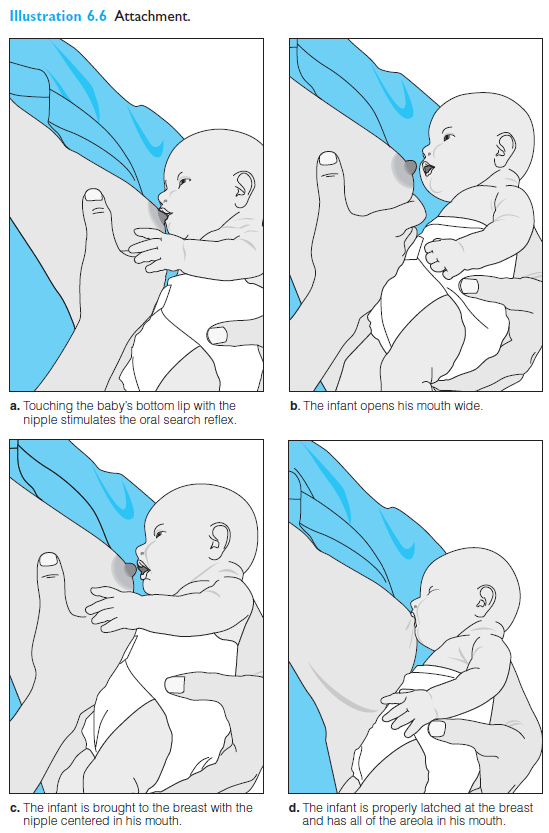 Illustration 6.6 Attachment.
a. Touching the baby's bottom lip with the
nipple stimulates the oral search reflex.
b. The infant opens his mouth wide.
c. The infant is brought to the breast with the
nipple centered in his mouth.
d. The infant is properly latched at the breast
and has all of the areola in his mouth.